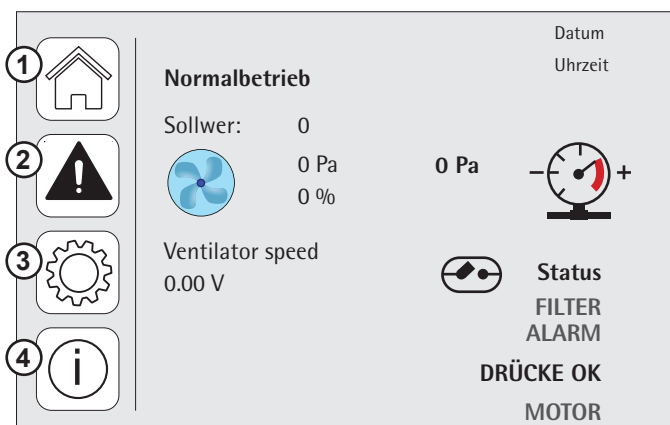 Datum
Uhrzeit
1
Normalbetrieb
Sollwer: 0
2
0 Pa 0 Pa - +
0 %
3
Ventilator speed
0.00 V
Status
FILTER
ALARM
4
i
DRÜCKE OK
MOTOR